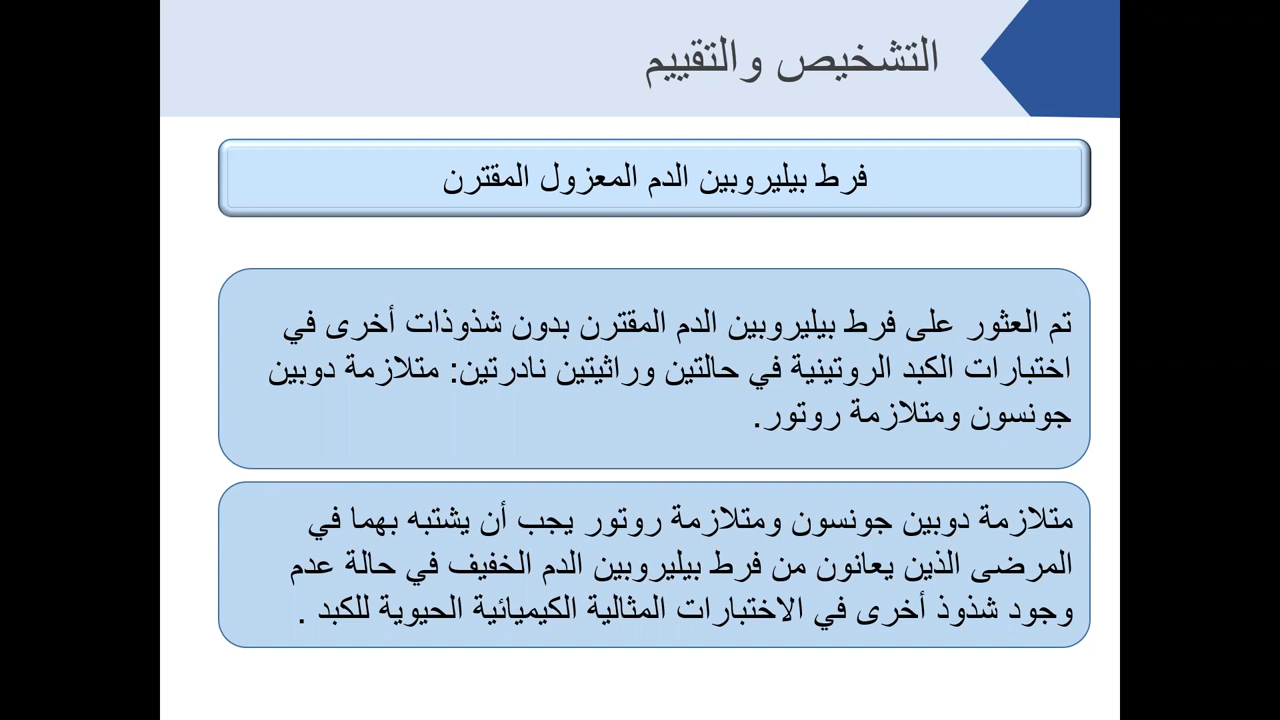 التشخيص والتقييم
فرط بيليروبين الدم المعزول المقترن
تم العثور على فرط بيليروبين الدم المقترن بدون شذوذات أخرى في
اختبارات الكبد الروتينية في حالتين وراثيتين نادرتين: متلازمة دوبين
جونسون ومتلازمة روتور.
متلازمة دوبين جونسون ومتلازمة روتور يجب أن يشتبه بهما في
المرضى الذين يعانون من فرط بيليروبين الدم الخفيف في حالة عدم
وجود شذوذ أخرى في الاختبارات المثالية الكيميائية الحيوية للكبد .